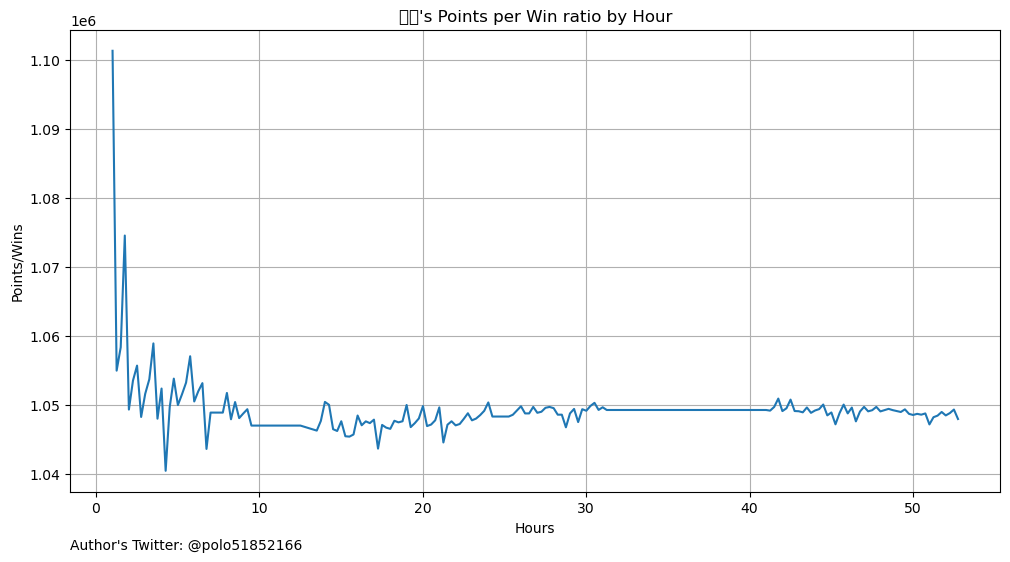 's Points per Win ratio by Hour
1e6
Points/Wins
1.10
1.09
1.08
1.07
1.06
1.05
1.04
0 10 20 30 40 50
Hours
Author's Twitter: @polo51852166